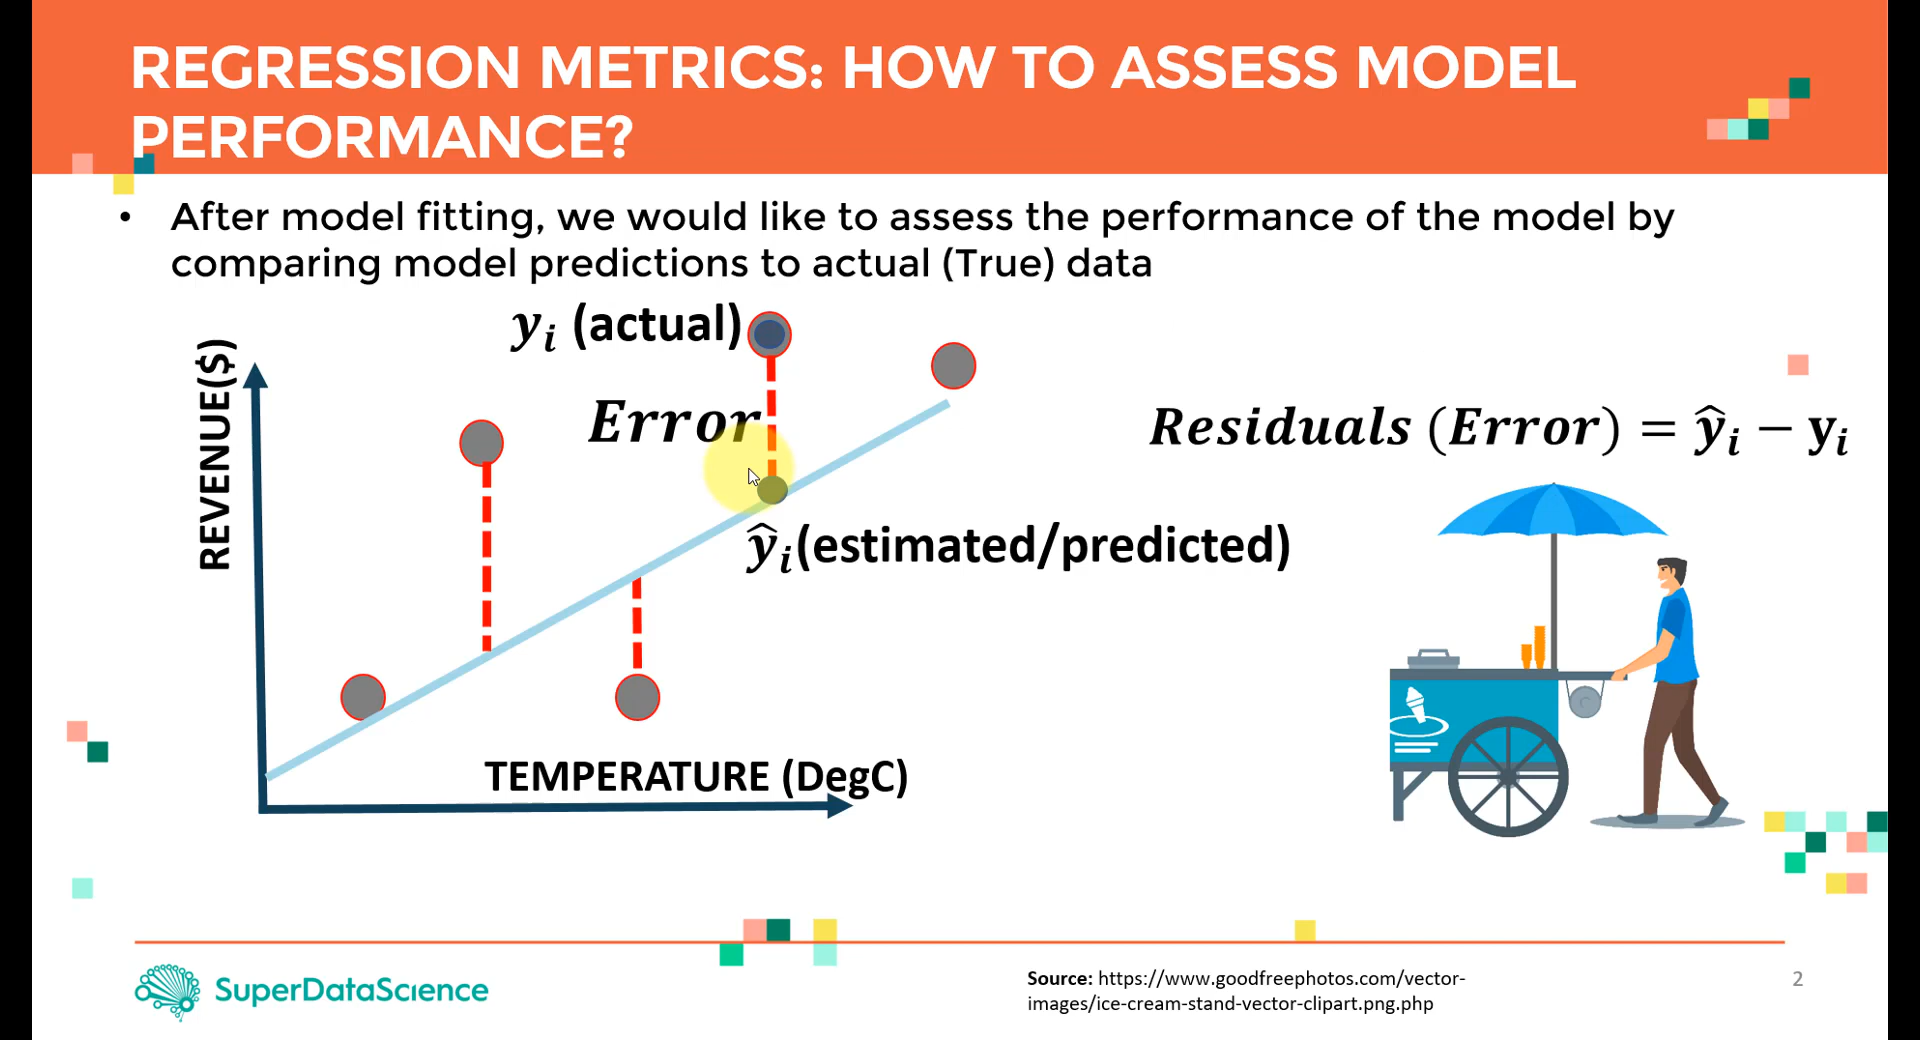 REGRESSION METRICS: HOW TO ASSESS MODEL
PERFORMANCE?
• After model fitting, we would like to assess the performance of the model by
comparing model predictions to actual (True) data
yᵢ (actual)
REVENUE($)
Error
Residuals (Error) = ŷᵢ − yᵢ
ŷᵢ(estimated/predicted)
TEMPERATURE (DegC)
SuperDataScience
Source: https://www.goodfreephotos.com/vector-
images/ice-cream-stand-vector-clipart.png.php
2